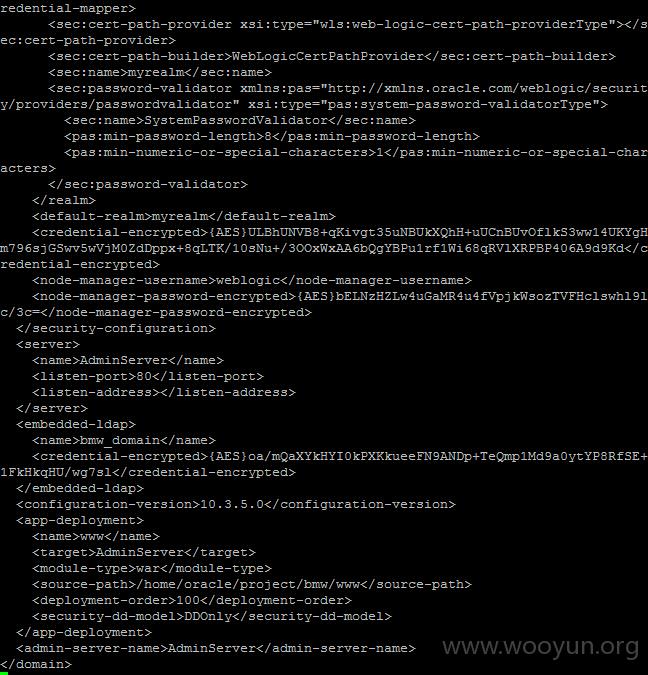 redential-mapper>
<sec:cert-path-provider xsi:type="wls:web-logic-cert-path-providerType"></s
ec:cert-path-provider>
<sec:cert-path-builder>WebLogicCertPathProvider</sec:cert-path-builder>
<sec:name>myrealm</sec:name>
<sec:password-validator xmlns:pas="http://xmlns.oracle.com/weblogic/securit
y/providers/passwordvalidator" xsi:type="pas:system-password-validatorType">
<sec:name>SystemPasswordValidator</sec:name>
<pas:min-password-length>8</pas:min-password-length>
<pas:min-numeric-or-special-characters>1</pas:min-numeric-or-special-char
acters>
</sec:password-validator>
</realm>
<default-realm>myrealm</default-realm>
<credential-encrypted>{AES}ULBhUNVB8+qKivgt35uNBUkXQhH+uUCnBUvOflkS3ww14UKYgH
m796sjGSwv5wVjM0ZdDppx+8qLTK/10sNu+/3OOxWxAA6bQgYBPu1rf1Wi68qRVlXRPBP406A9d9Kd</c
redential-encrypted>
<node-manager-username>weblogic</node-manager-username>
<node-manager-password-encrypted>{AES}bELNzHZLw4uGaMR4u4fVpjkWsozTVFHclswhl9l
c/3c=</node-manager-password-encrypted>
</security-configuration>
<server>
<name>AdminServer</name>
<listen-port>80</listen-port>
<listen-address></listen-address>
</server>
<embedded-ldap>
<name>bmw_domain</name>
<credential-encrypted>{AES}oa/mQaXYkHYI0kPXKkueeFN9ANDp+TeQmp1Md9a0ytYP8RfSE+
1FkHkqHU/wg7sl</credential-encrypted>
</embedded-ldap>
<configuration-version>10.3.5.0</configuration-version>
<app-deployment>
<name>www</name>
<target>AdminServer</target>
<module-type>war</module-type>
<source-path>/home/oracle/project/bmw/www</source-path>
<deployment-order>100</deployment-order>
<security-dd-model>DDOnly</security-dd-model>
</app-deployment>
<admin-server-name>AdminServer</admin-server-name>
</domain>
www.wooyun.org